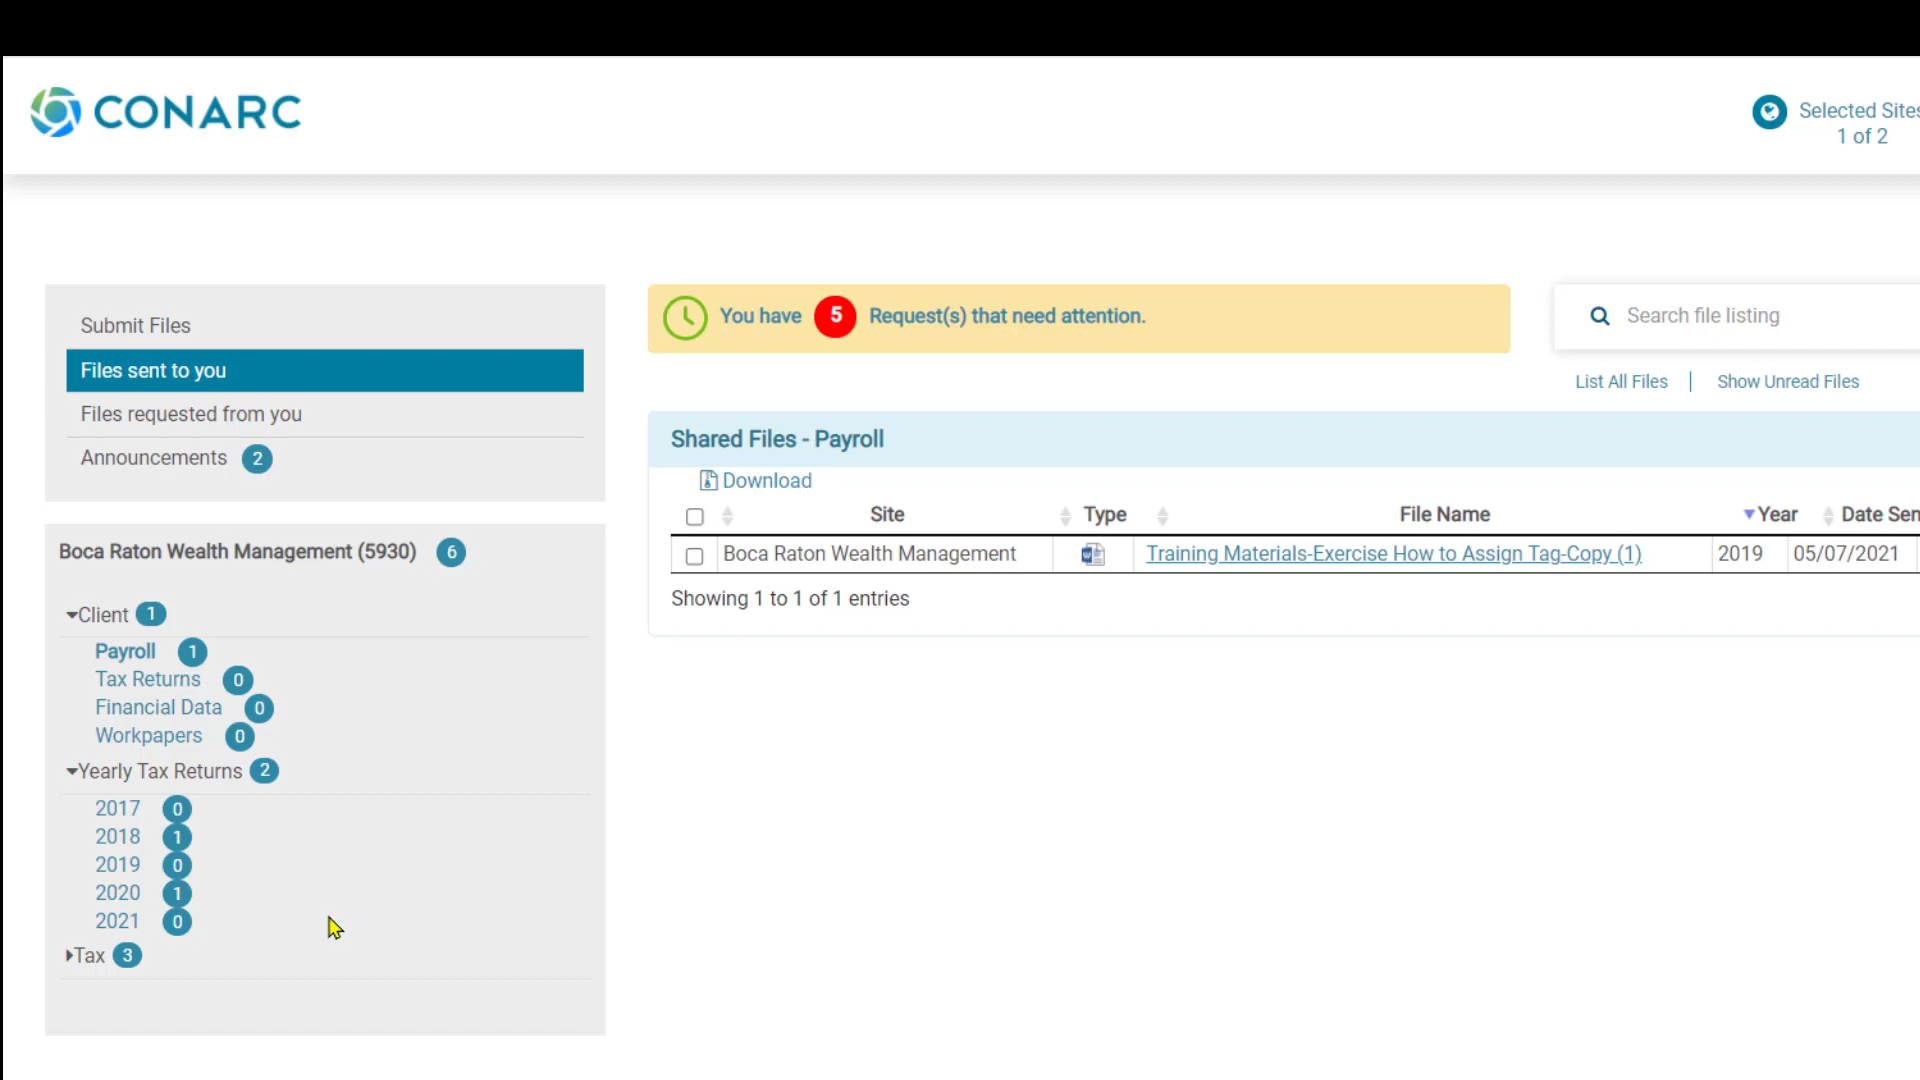 CONARC
Selected Sites
1 of 2
Submit Files
Files sent to you
Files requested from you
Announcements 2
You have 5 Request(s) that need attention.
Search file listing
List All Files | Show Unread Files
Boca Raton Wealth Management (5930) 6
Client 1
Payroll 1
Tax Returns 0
Financial Data 0
Workpapers 0
Yearly Tax Returns 2
2017 0
2018 1
2019 0
2020 1
2021 0
Tax 3
Shared Files - Payroll
Download
Site Type File Name Year Date Sen
Boca Raton Wealth Management Training Materials-Exercise How to Assign Tag-Copy (1) 2019 05/07/2021
Showing 1 to 1 of 1 entries